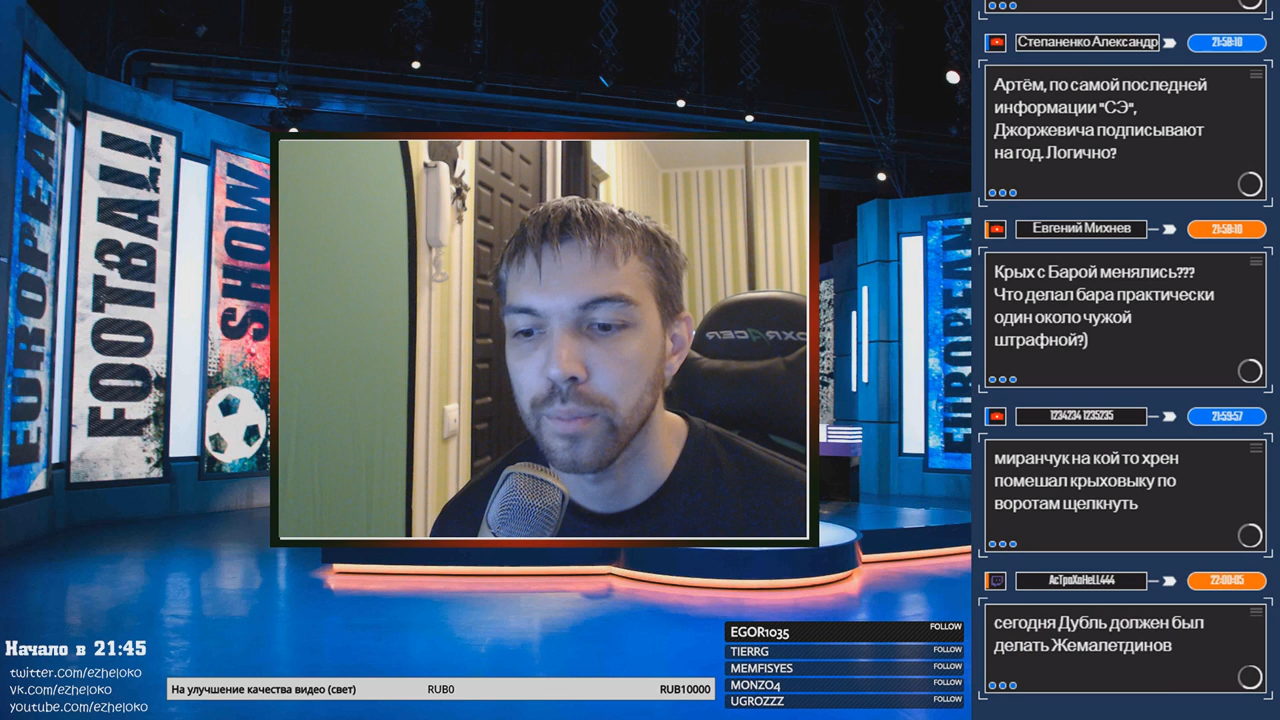 EUROPEAN
FOOTBALL
SHOW
EUROPEAN
Начало в 21:45
twitter.com/ezheloko
vk.com/ezheloko
youtube.com/ezheloko
На улучшение качества видео (свет) RUB0 RUB10000
EGOR1035 FOLLOW
TIERRG FOLLOW
MEMFISYES FOLLOW
MONZO4 FOLLOW
UGROZZZ FOLLOW
Степаненко Александр 21:58:10
Артём, по самой последней
информации "СЭ",
Джоржевича подписывают
на год. Логично?
Евгений Михнев 21:58:10
Крых с Барой менялись???
Что делал бара практически
один около чужой
штрафной?)
1234234 1235235 21:59:57
миранчук на кой то хрен
помешал крыховыку по
воротам щелкнуть
АсТраХаНеLL444 22:00:05
сегодня Дубль должен был
делать Жемалетдинов